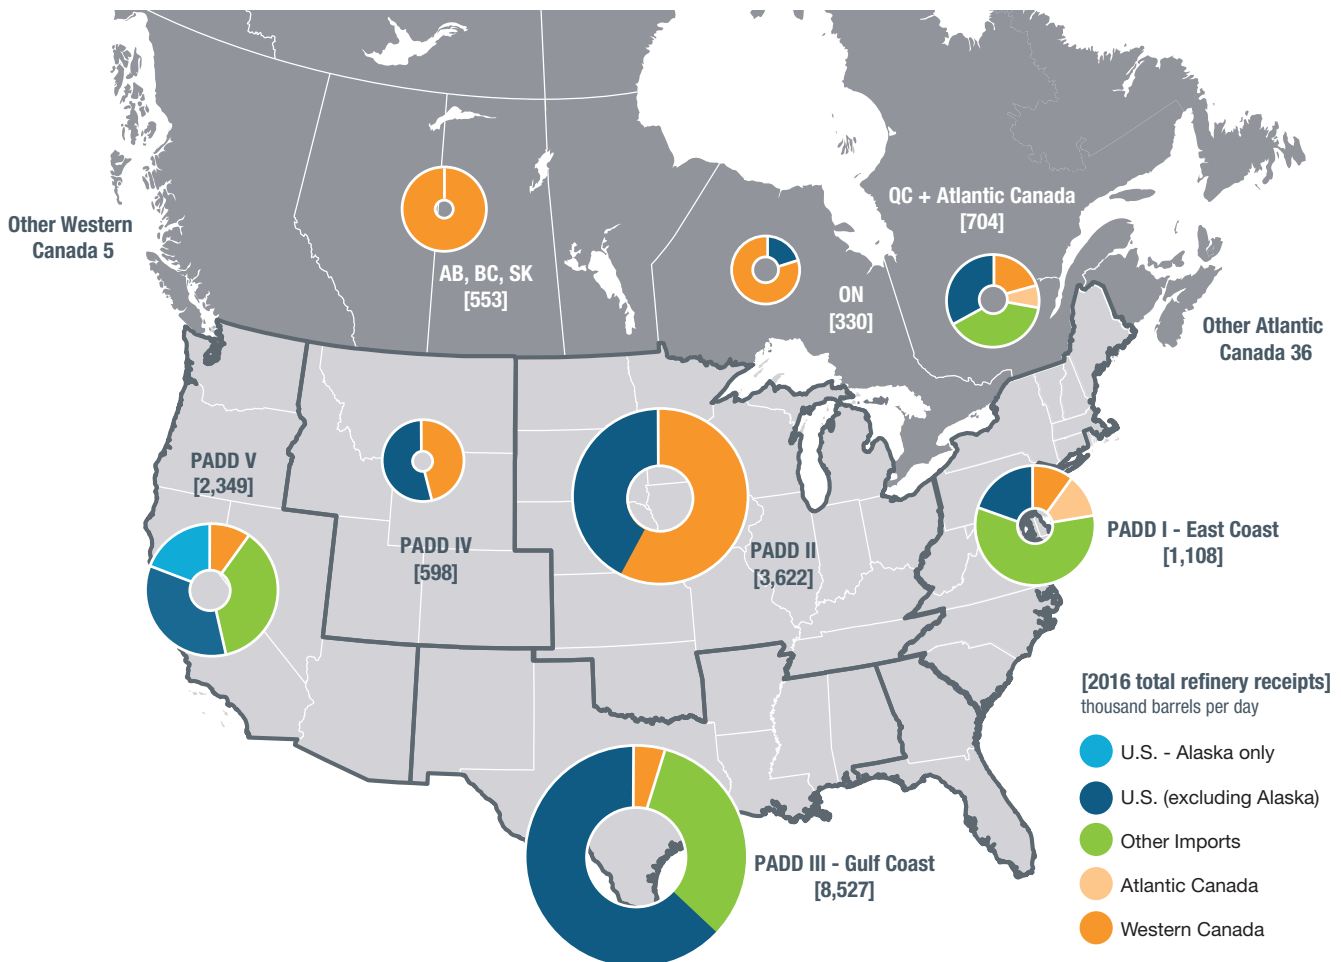 QC + Atlantic Canada
[704]
Other Western
Canada 5
AB, BC, SK
[553]
ON
[330]
Other Atlantic
Canada 36
PADD V
[2,349]
PADD IV
[598]
PADD II
[3,622]
PADD I - East Coast
[1,108]
PADD III - Gulf Coast
[8,527]
[2016 total refinery receipts]
thousand barrels per day
U.S. - Alaska only
U.S. (excluding Alaska)
Other Imports
Atlantic Canada
Western Canada